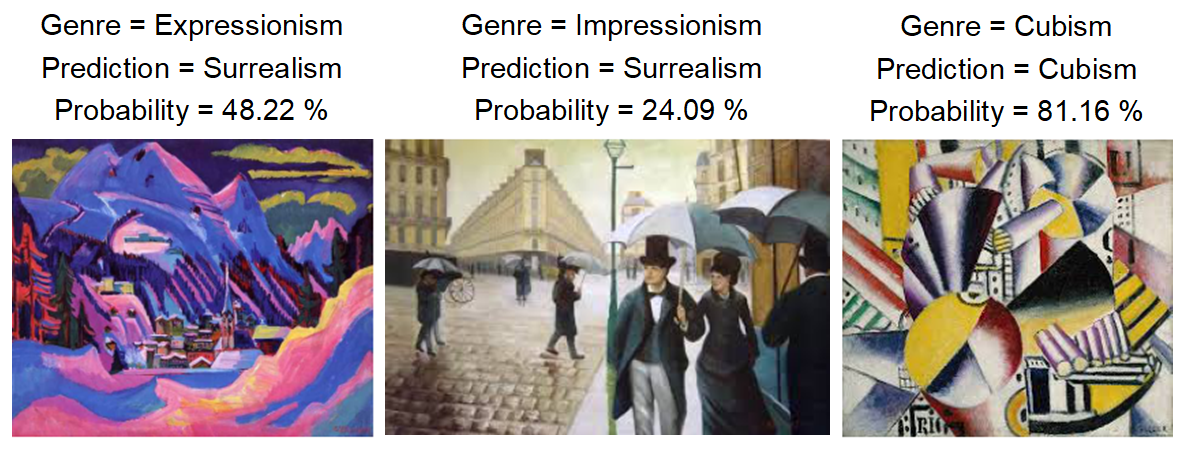 Genre = Expressionism
Prediction = Surrealism
Probability = 48.22 %
Genre = Impressionism
Prediction = Surrealism
Probability = 24.09 %
Genre = Cubism
Prediction = Cubism
Probability = 81.16 %